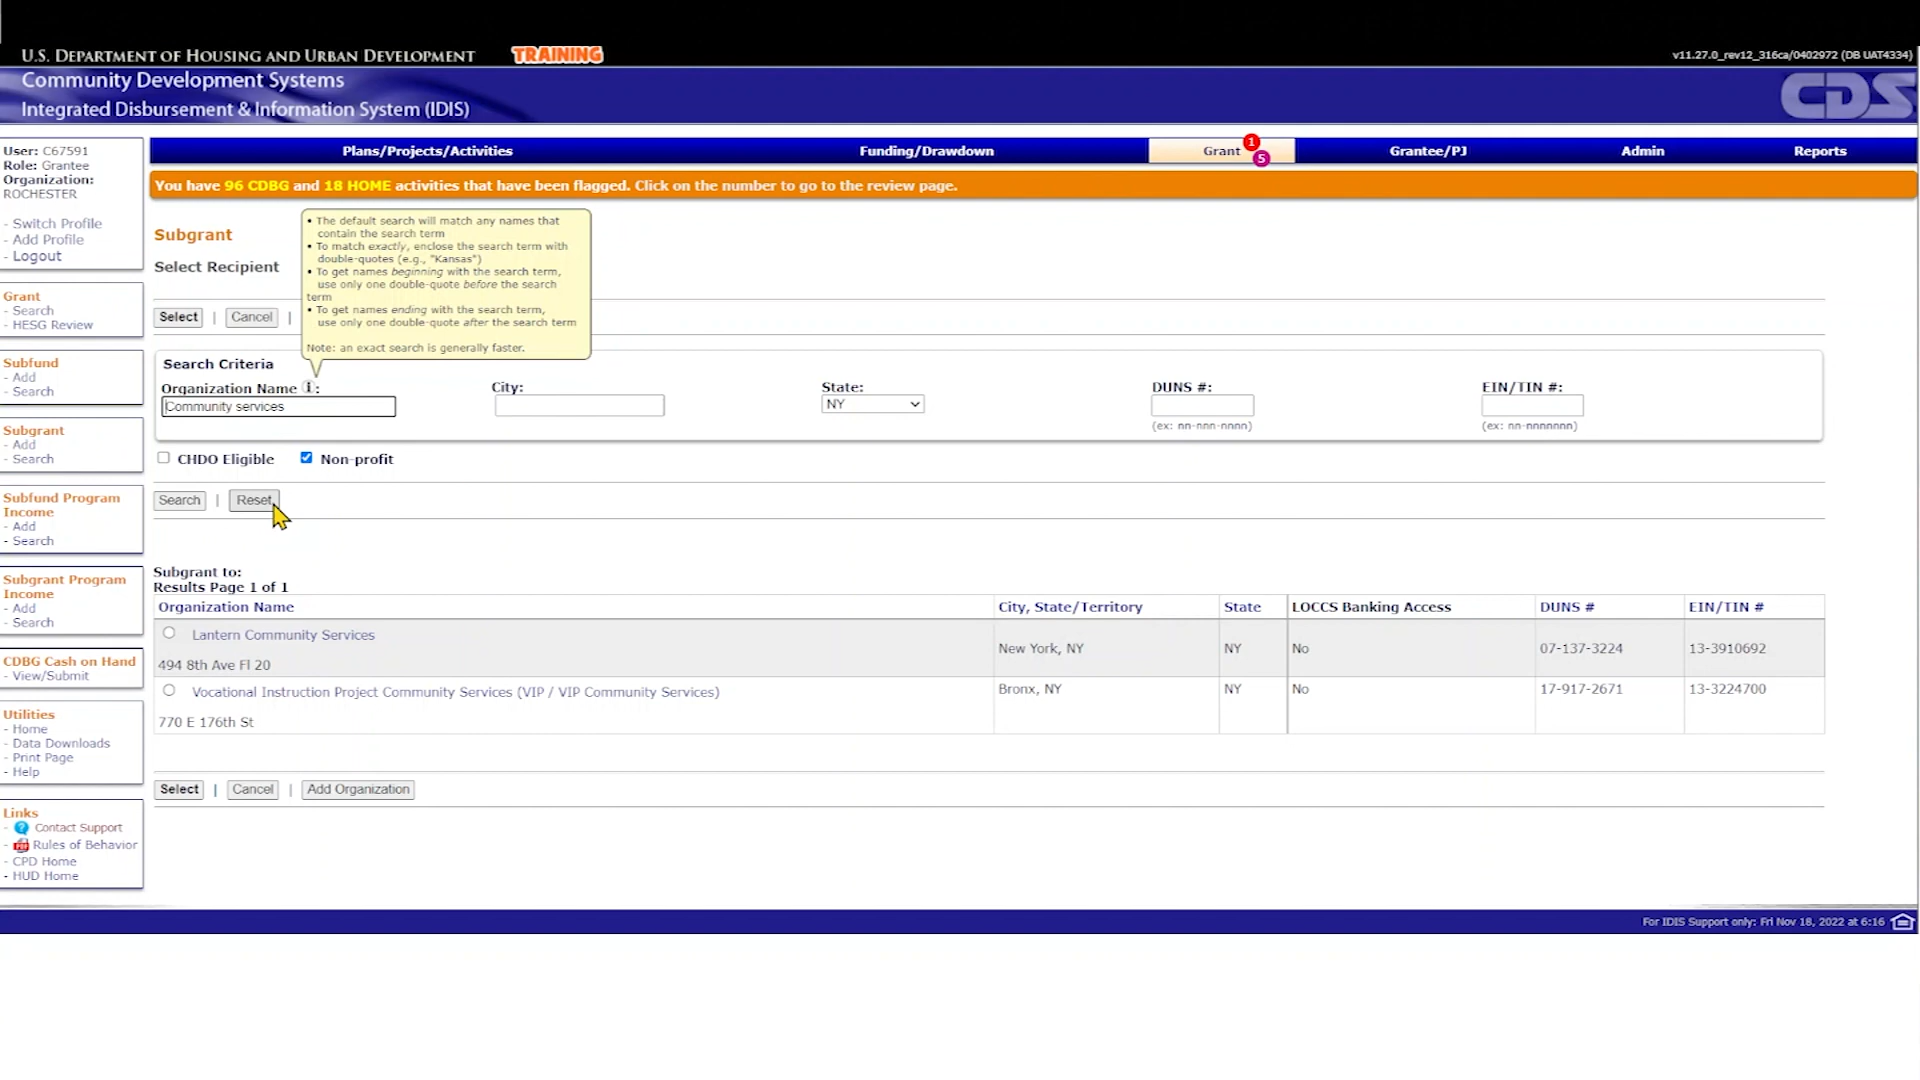 U.S. DEPARTMENT OF HOUSING AND URBAN DEVELOPMENT TRAINING v11.27.0_rev12_316ca/0402972 (DB UAT4334)
Community Development Systems
Integrated Disbursement & Information System (IDIS)
CDS
User: C67591
Role: Grantee
Organization:
ROCHESTER
- Switch Profile
- Add Profile
- Logout
Grant
- Search
- HESG Review
Subfund
- Add
- Search
Subgrant
- Add
- Search
Subfund Program
Income
- Add
- Search
Subgrant Program
Income
- Add
- Search
CDBG Cash on Hand
- View/Submit
Utilities
- Home
- Data Downloads
- Print Page
- Help
Links
- Contact Support
- Rules of Behavior
- CPD Home
- HUD Home
Plans/Projects/Activities Funding/Drawdown Grant 1 5 Grantee/PJ Admin Reports
You have 96 CDBG and 18 HOME activities that have been flagged. Click on the number to go to the review page.
Subgrant
Select Recipient
• The default search will match any names that
contain the search term
• To match exactly, enclose the search term with
double-quotes (e.g., "Kansas")
• To get names beginning with the search term,
use only one double-quote before the search
term
• To get names ending with the search term,
use only one double-quote after the search term
Note: an exact search is generally faster.
Select | Cancel |
Search Criteria
Organization Name i: City: State: DUNS #: EIN/TIN #:
Community services NY
(ex: nn-nnn-nnnn) (ex: nn-nnnnnnn)
CHDO Eligible Non-profit
Search | Reset
Subgrant to:
Results Page 1 of 1
Organization Name City, State/Territory State LOCCS Banking Access DUNS # EIN/TIN #
Lantern Community Services
494 8th Ave Fl 20
New York, NY NY No 07-137-3224 13-3910692
Vocational Instruction Project Community Services (VIP / VIP Community Services)
770 E 176th St
Bronx, NY NY No 17-917-2671 13-3224700
Select | Cancel | Add Organization
For IDIS Support only: Fri Nov 18, 2022 at 6:16